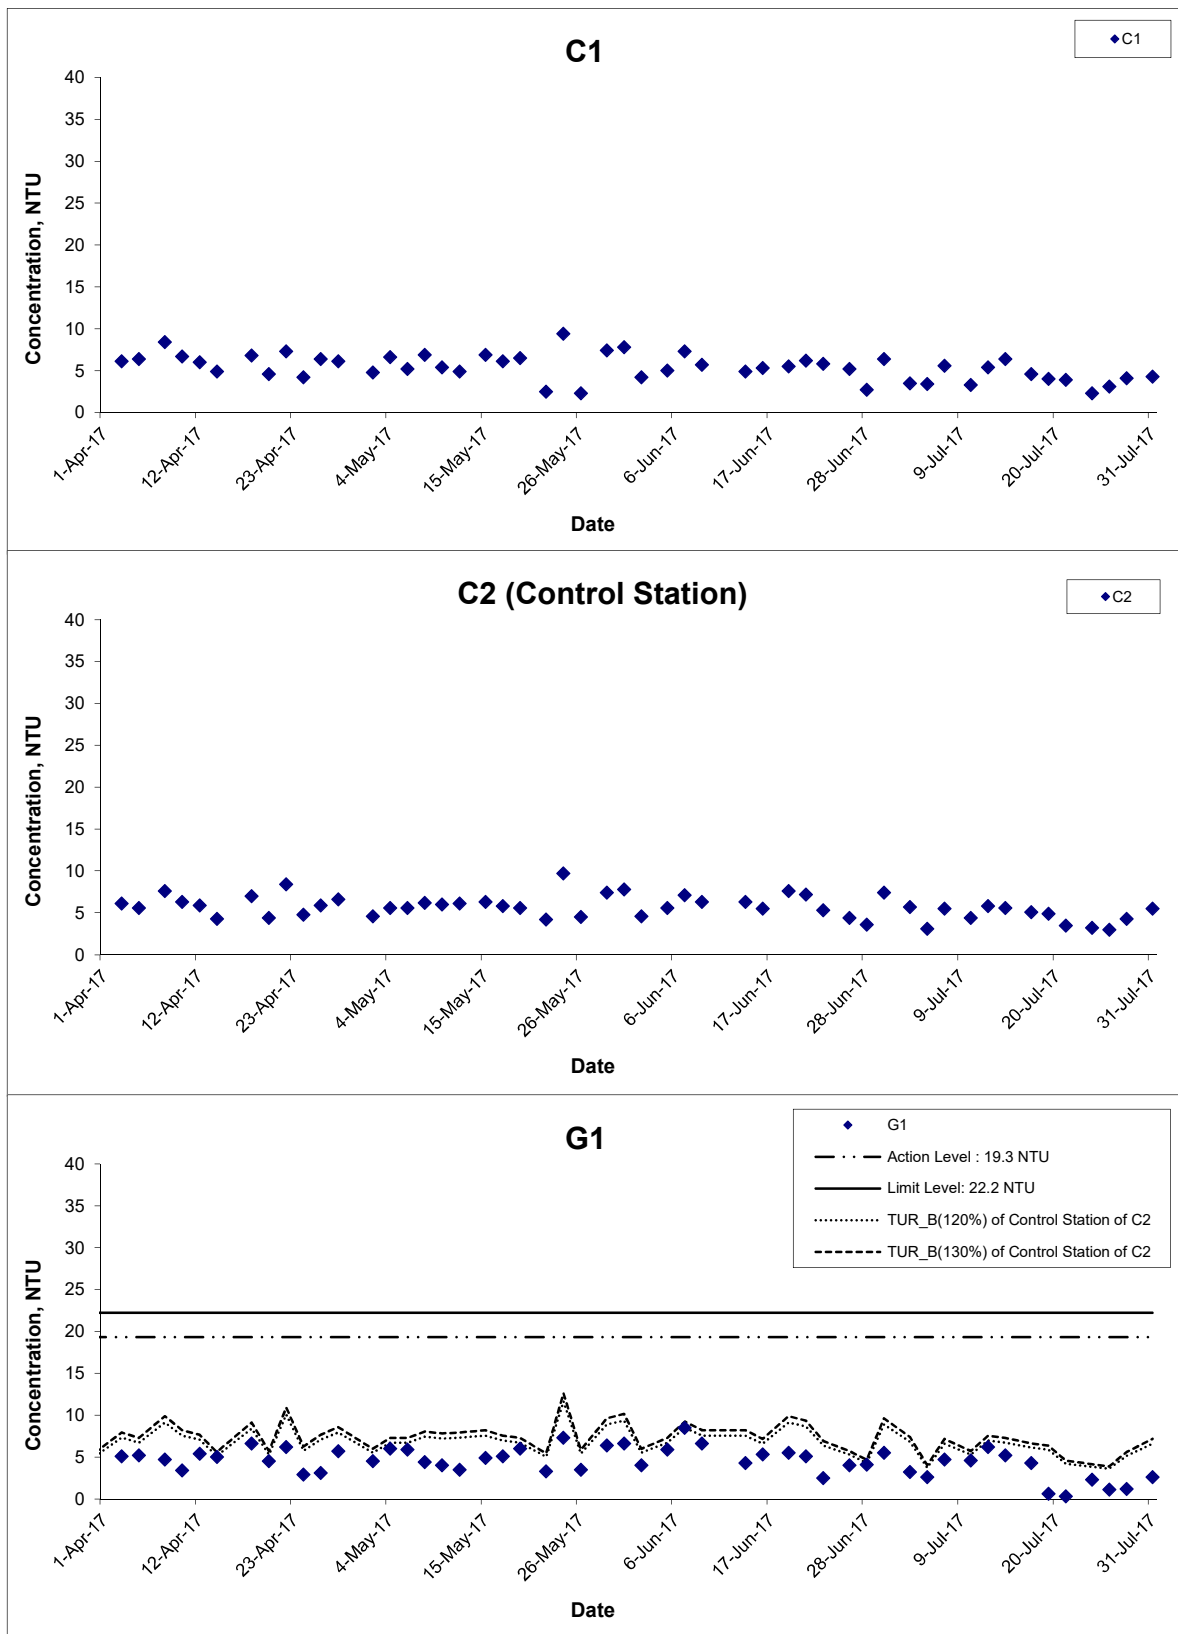 C1
C1
Concentration, NTU
40
35
30
25
20
15
10
5
0
1-Apr-17
12-Apr-17
23-Apr-17
4-May-17
15-May-17
26-May-17
6-Jun-17
17-Jun-17
28-Jun-17
9-Jul-17
20-Jul-17
31-Jul-17
Date
C2 (Control Station)
C2
Concentration, NTU
40
35
30
25
20
15
10
5
0
1-Apr-17
12-Apr-17
23-Apr-17
4-May-17
15-May-17
26-May-17
6-Jun-17
17-Jun-17
28-Jun-17
9-Jul-17
20-Jul-17
31-Jul-17
Date
G1
G1
Action Level : 19.3 NTU
Limit Level: 22.2 NTU
TUR_B(120%) of Control Station of C2
TUR_B(130%) of Control Station of C2
Concentration, NTU
40
35
30
25
20
15
10
5
0
1-Apr-17
12-Apr-17
23-Apr-17
4-May-17
15-May-17
26-May-17
6-Jun-17
17-Jun-17
28-Jun-17
9-Jul-17
20-Jul-17
31-Jul-17
Date